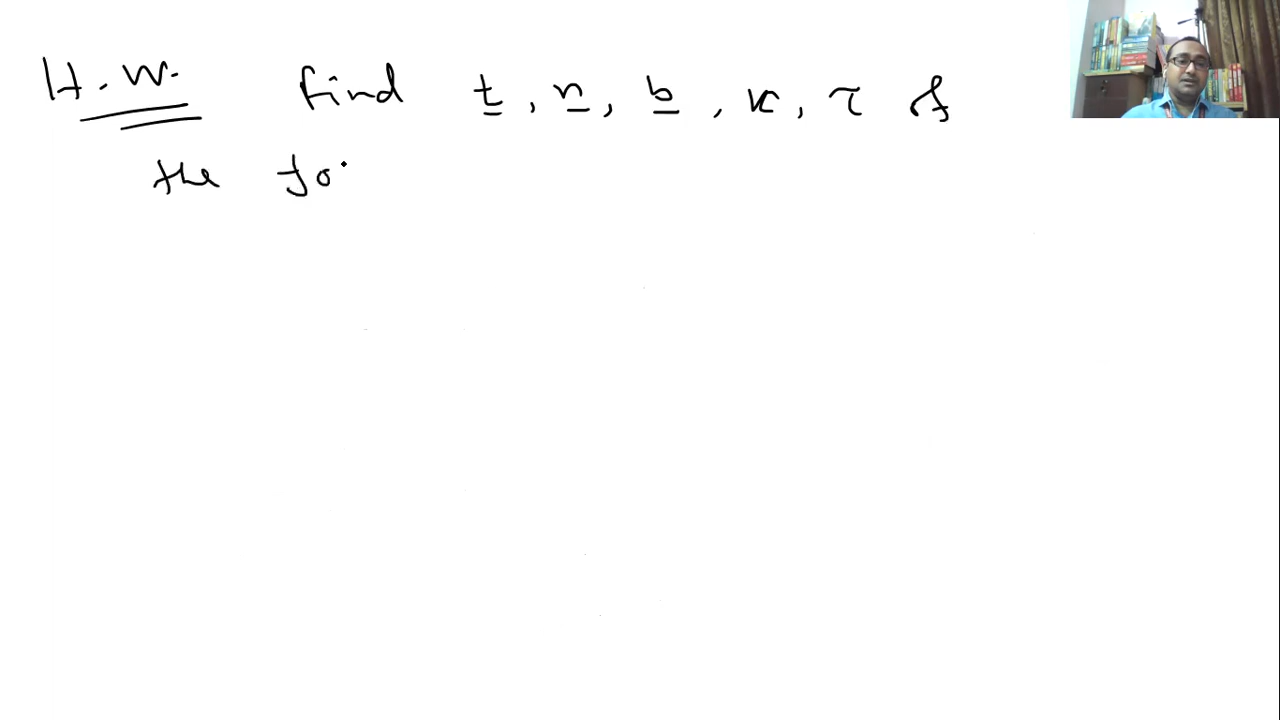 H.W. Find t, n, b, κ, τ of
the fo